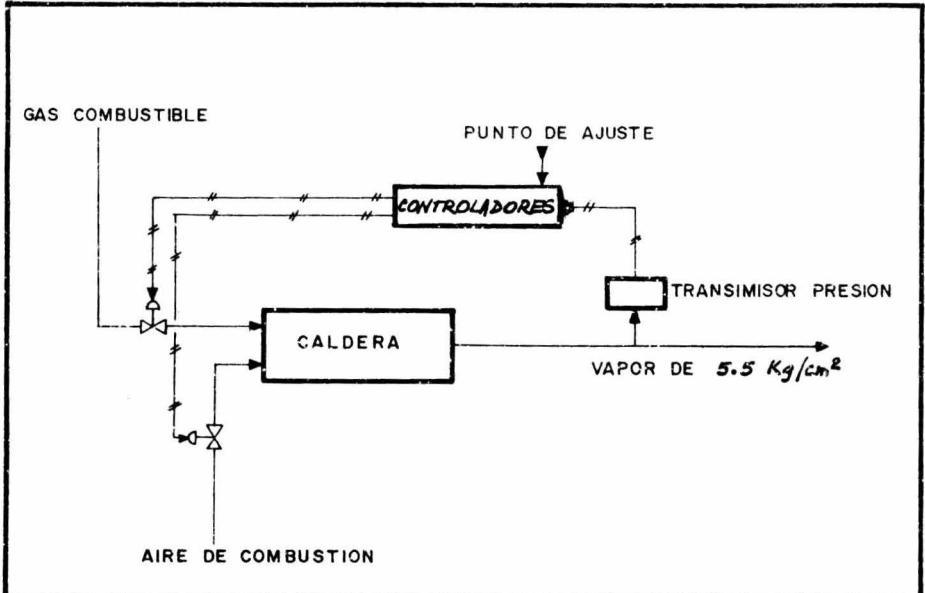 GAS COMBUSTIBLE
PUNTO DE AJUSTE
CONTROLADORES
TRANSIMISOR PRESION
CALDERA
VAPOR DE 5.5 Kg/cm²
AIRE DE COMBUSTION